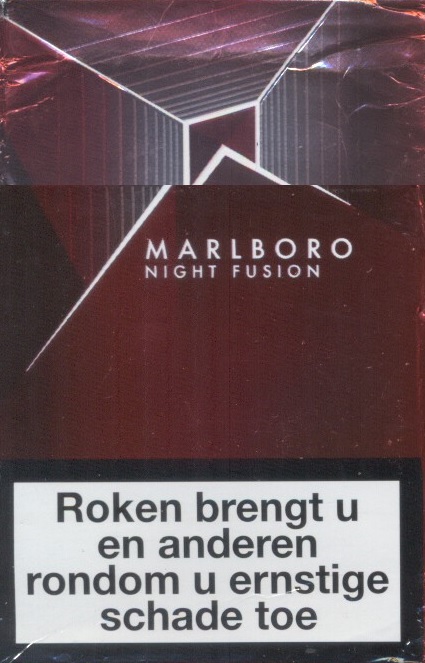 MARLBORO
NIGHT FUSION
Roken brengt u
en anderen
rondom u ernstige
schade toe